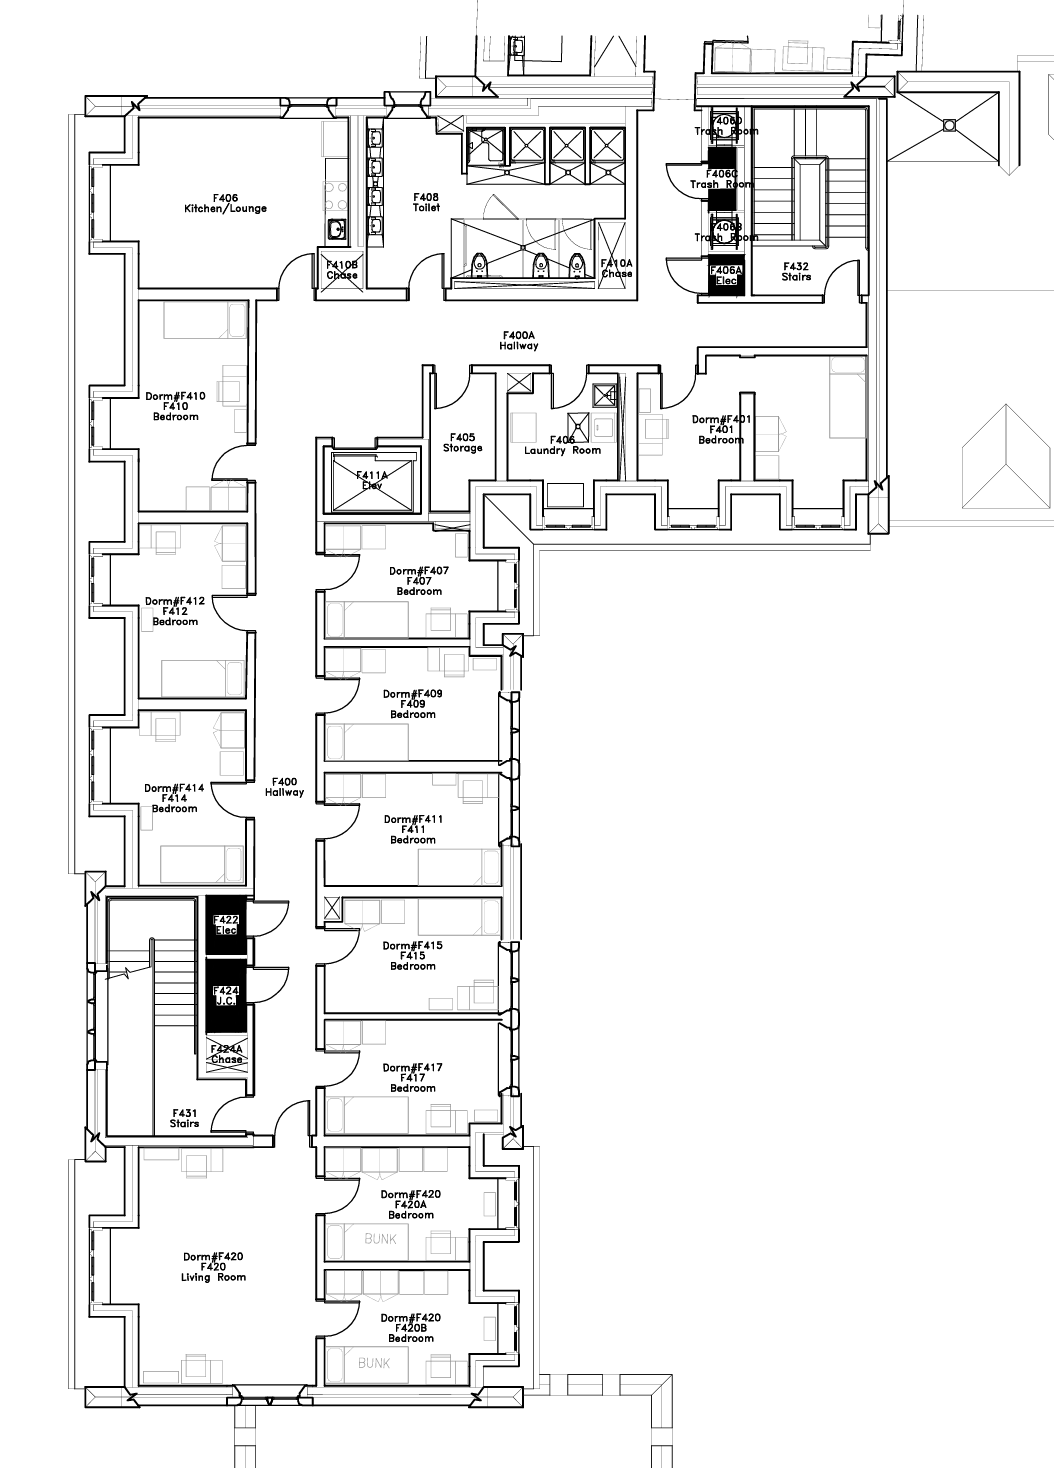 F406D
Trash Room
F406C
Trash Room
F406
Kitchen/Lounge
F408
Toilet
F406B
Trash Room
F410B
Chase
F410A
Chase
F406A
Elec
F432
Stairs
F400A
Hallway
Dorm#F410
F410
Bedroom
Dorm#F401
F401
Bedroom
F405
Storage
F406
Laundry Room
F411A
Elev
Dorm#F407
F407
Bedroom
Dorm#F412
F412
Bedroom
Dorm#F409
F409
Bedroom
F400
Hallway
Dorm#F414
F414
Bedroom
Dorm#F411
F411
Bedroom
F422
Elec
Dorm#F415
F415
Bedroom
F424
J.C.
F424A
Chase
Dorm#F417
F417
Bedroom
F431
Stairs
Dorm#F420
F420A
Bedroom
BUNK
Dorm#F420
F420
Living Room
Dorm#F420
F420B
Bedroom
BUNK